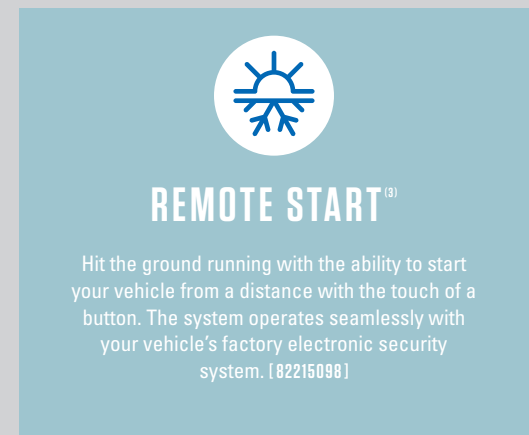 REMOTE START(3)
Hit the ground running with the ability to start
your vehicle from a distance with the touch of a
button. The system operates seamlessly with
your vehicle’s factory electronic security
system. [82215098]